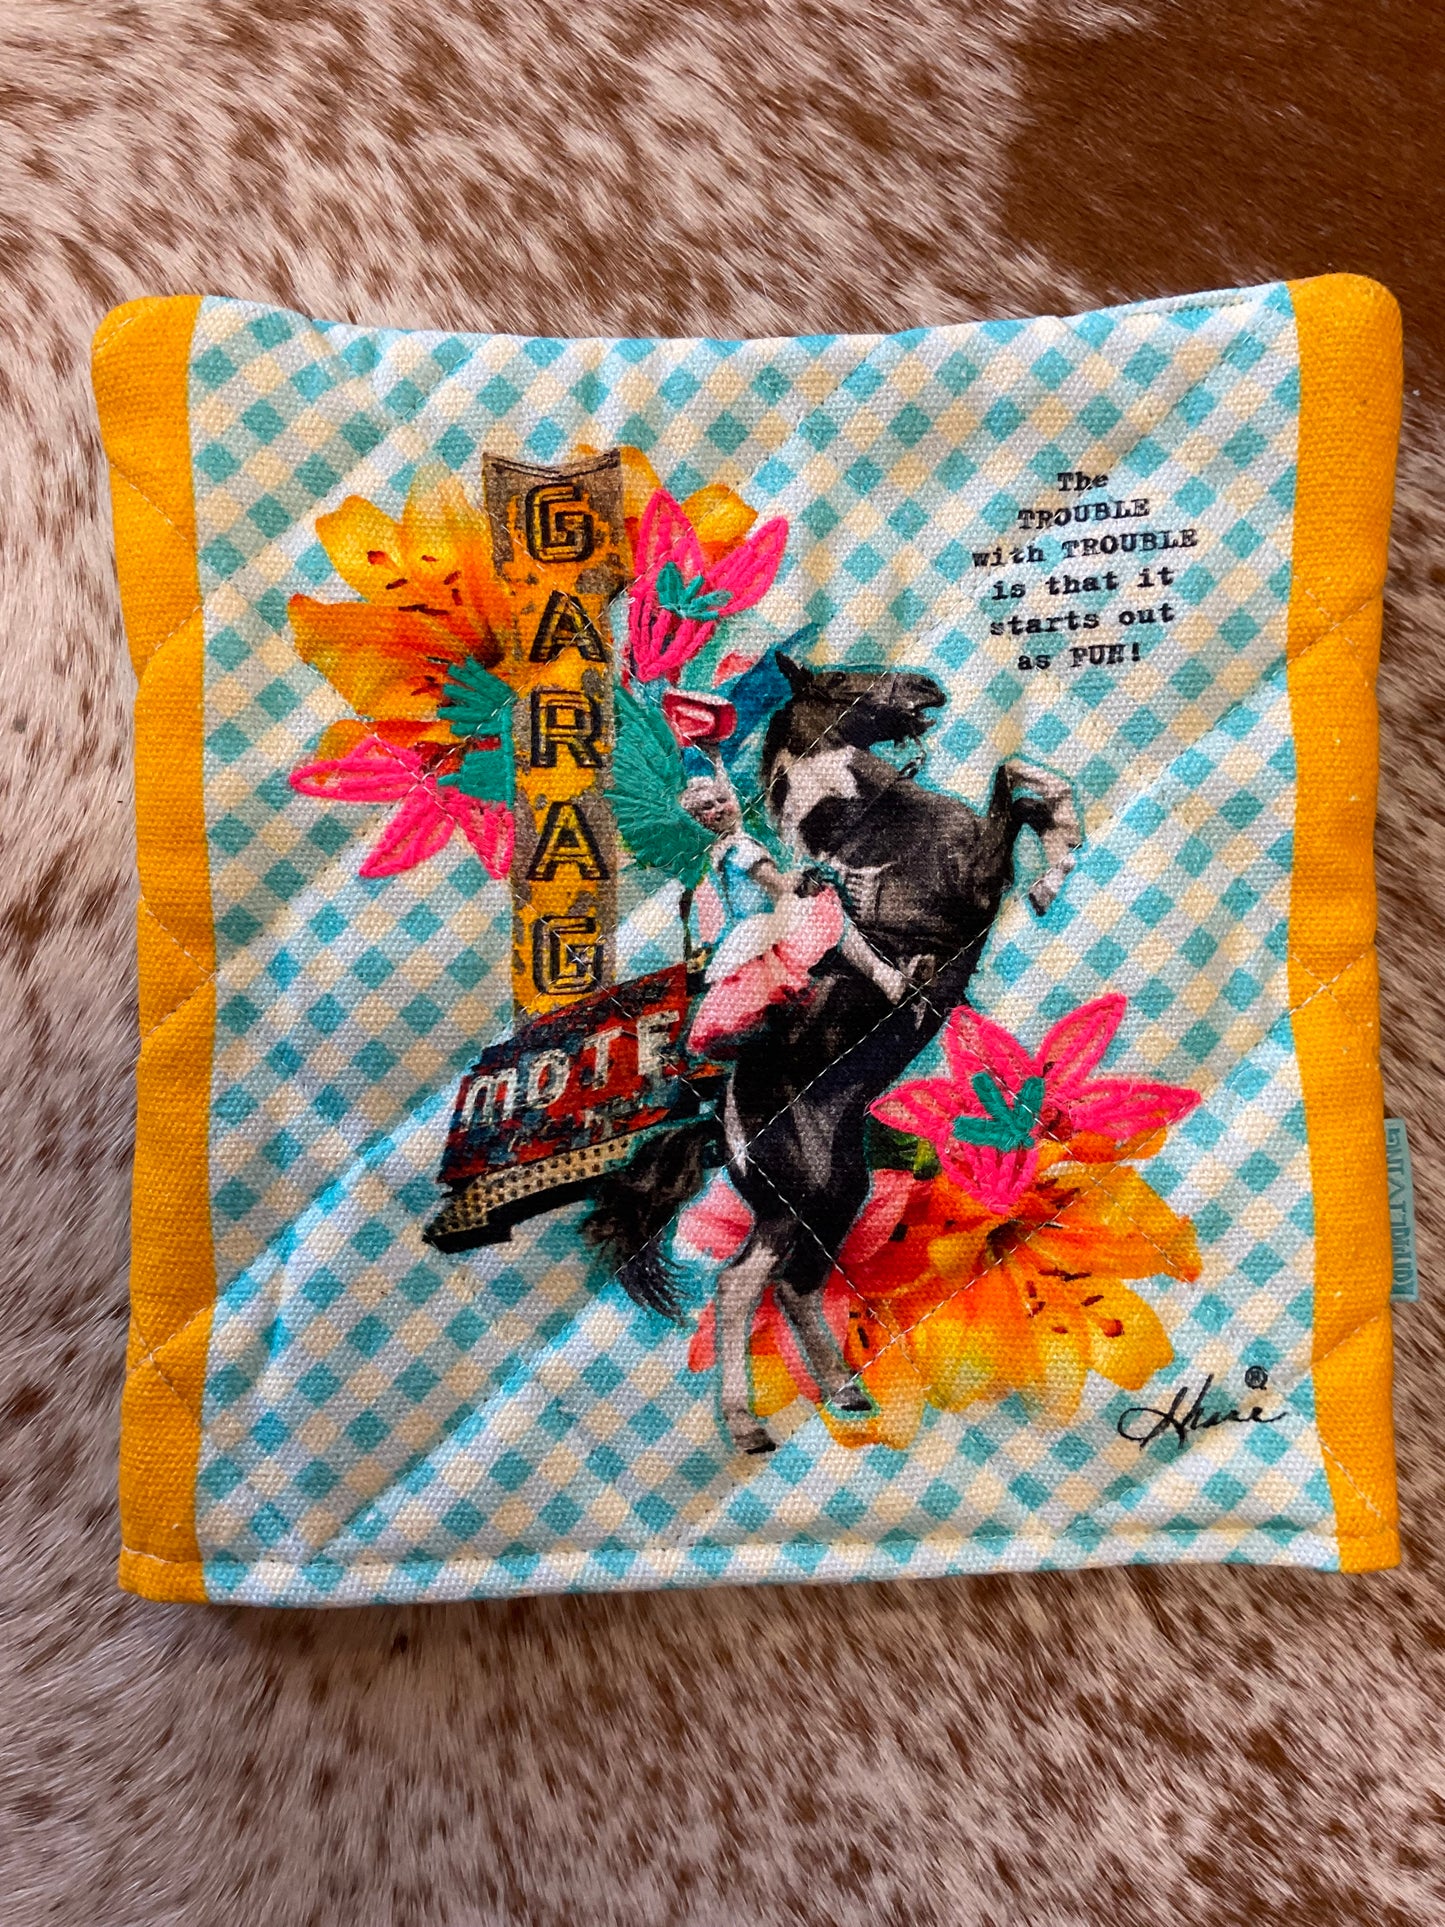 GARAG
MOTE
The
TROUBLE
with TROUBLE
is that it
starts out
as FUN!
®